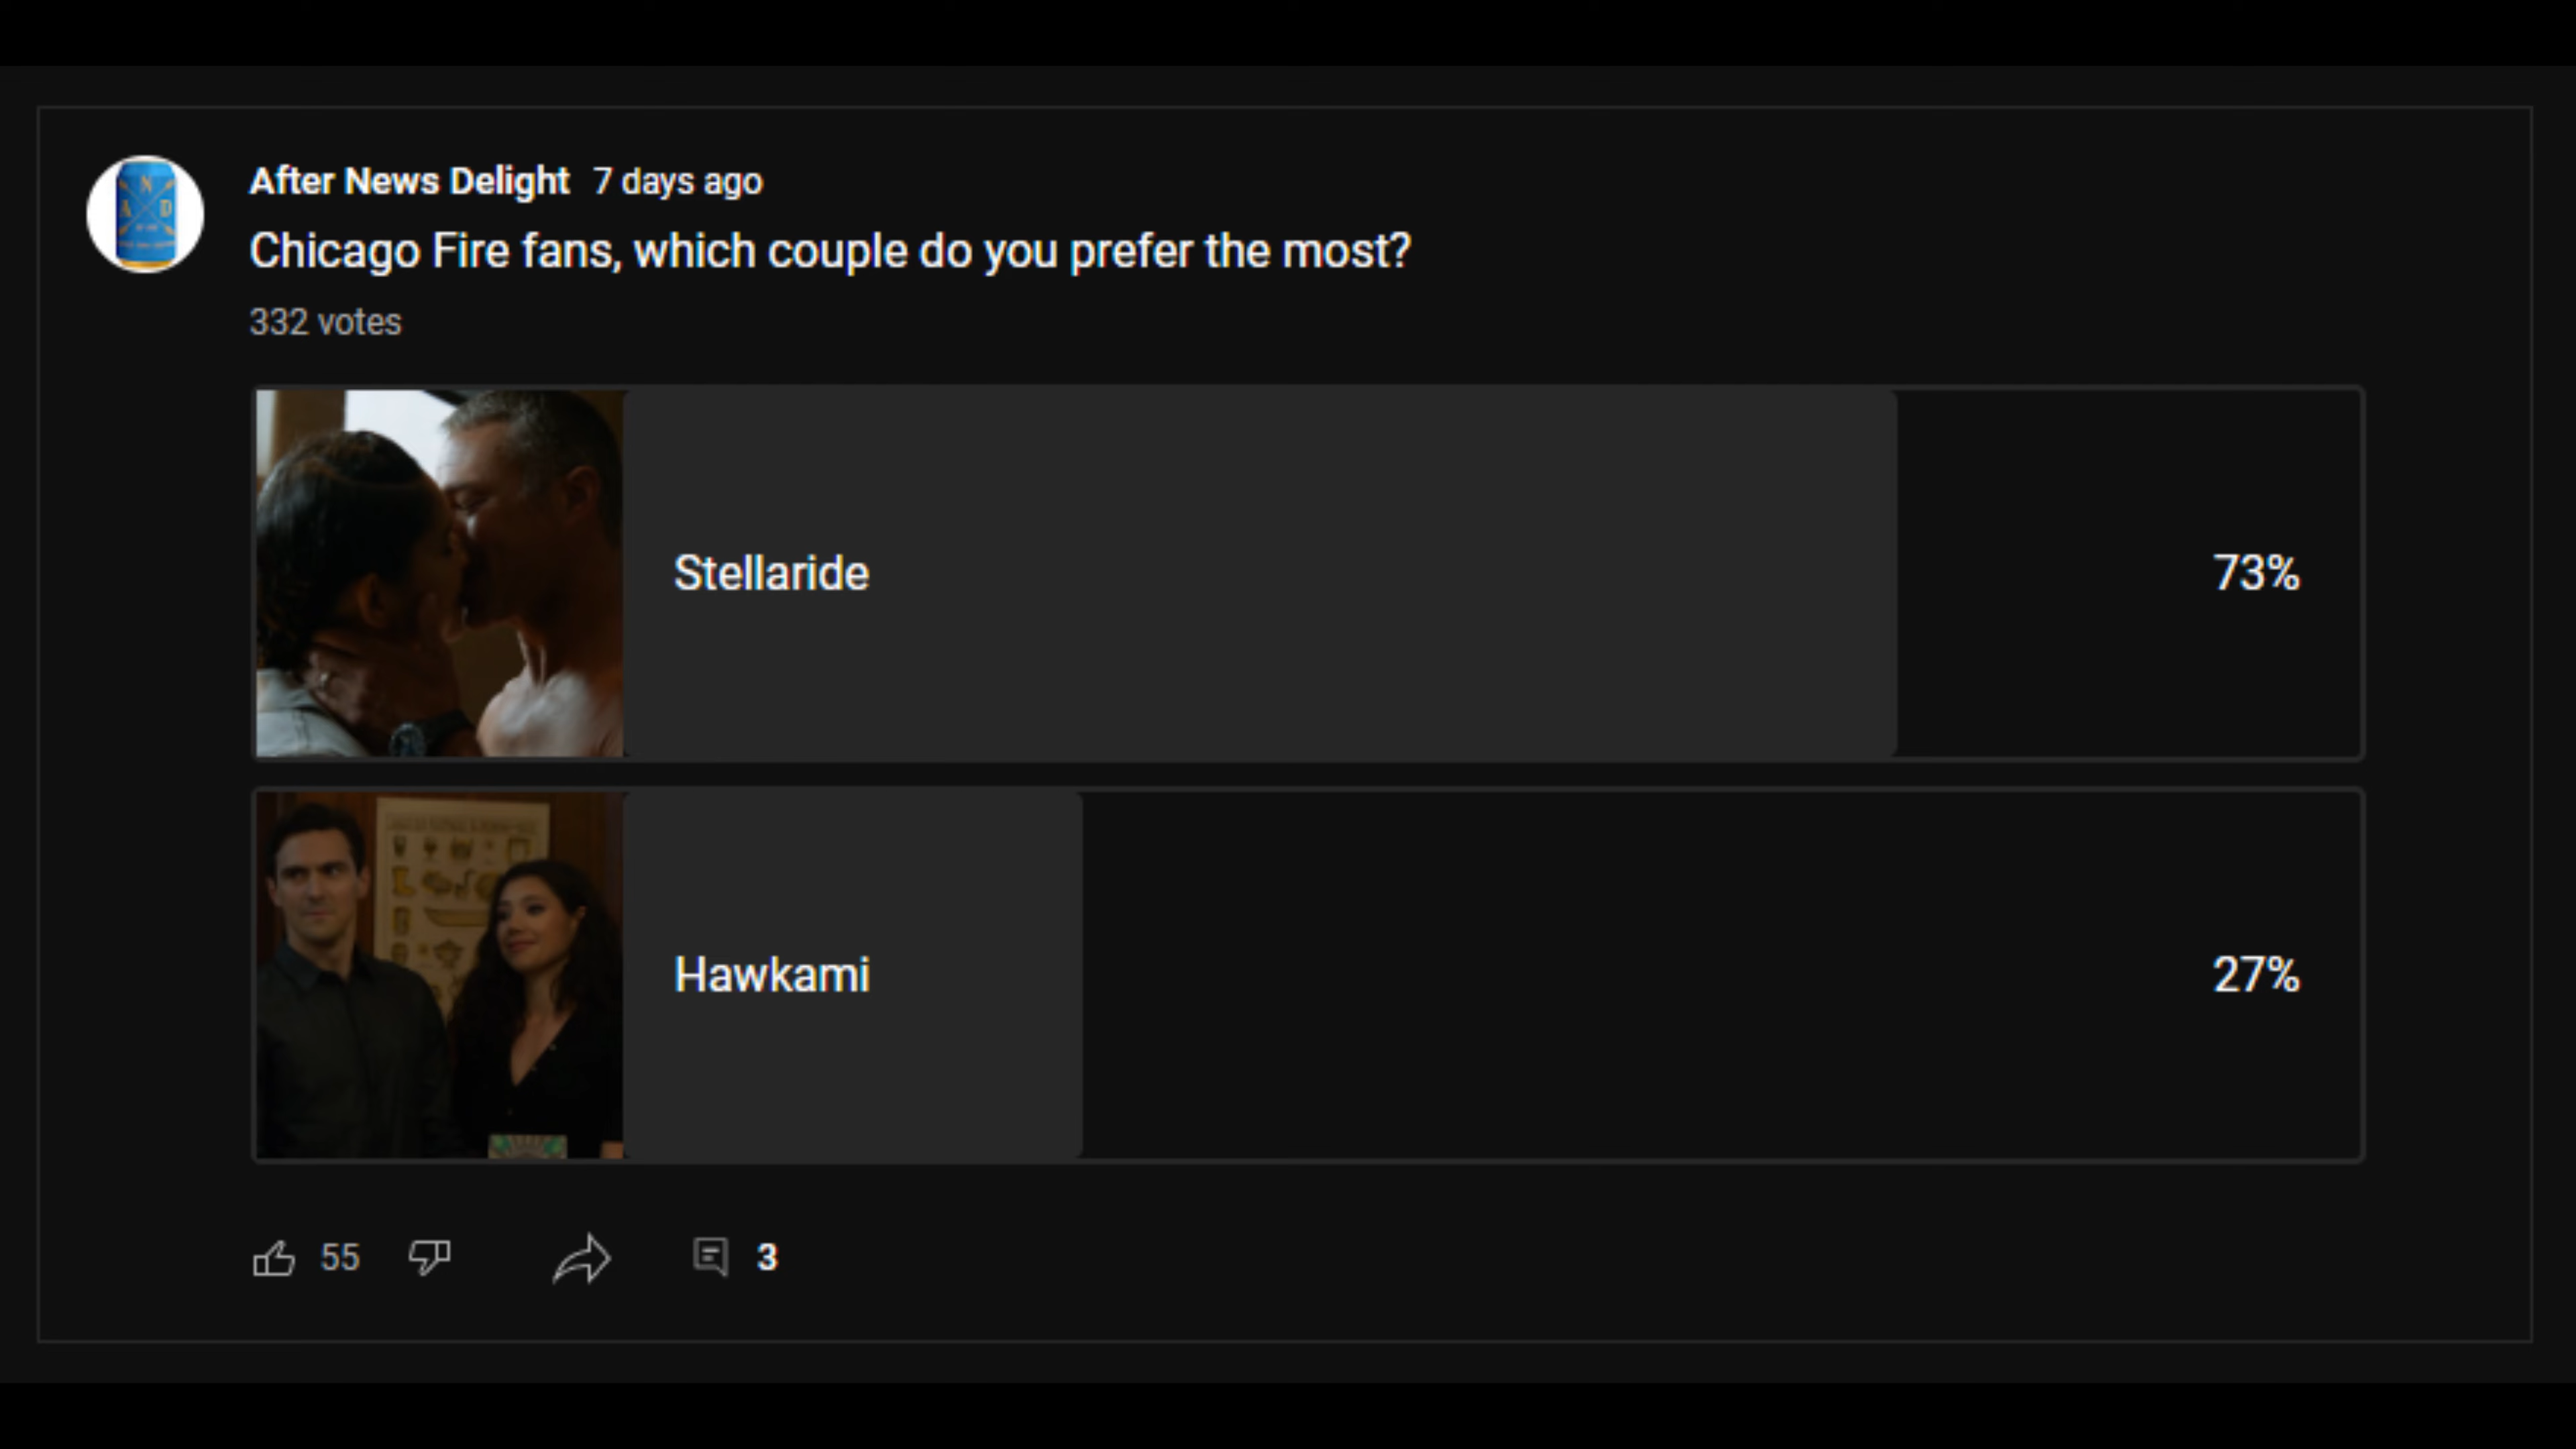 N
A D
After News Delight 7 days ago
Chicago Fire fans, which couple do you prefer the most?
332 votes
Stellaride
73%
Hawkami
27%
55
3